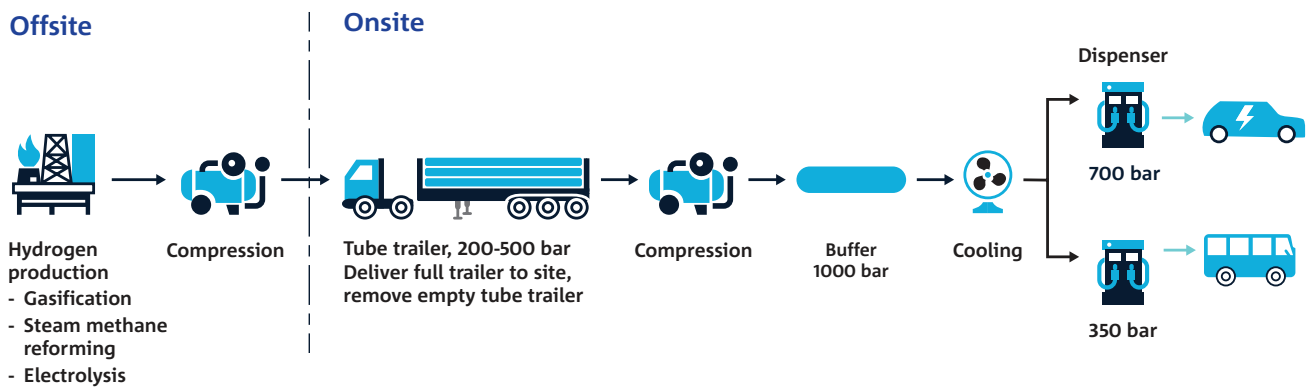 Offsite
Onsite
Dispenser
700 bar
Hydrogen
production
- Gasification
- Steam methane
reforming
- Electrolysis
Compression
Tube trailer, 200-500 bar
Deliver full trailer to site,
remove empty tube trailer
Compression
Buffer
1000 bar
Cooling
350 bar